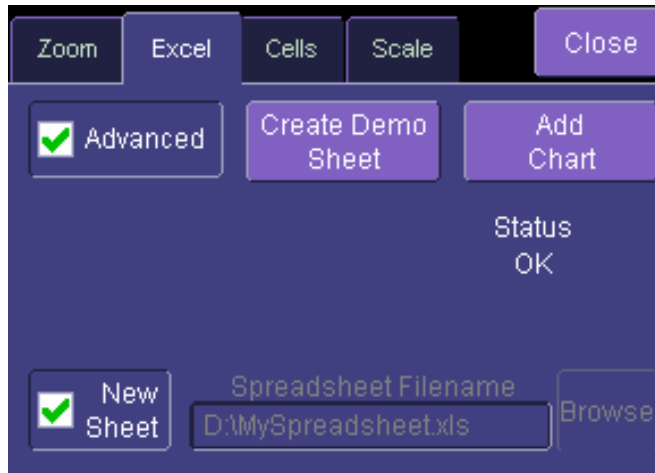 Zoom Excel Cells Scale Close
Advanced
Create Demo
Sheet
Add
Chart
Status
OK
New
Sheet
Spreadsheet Filename
D:\MySpreadsheet.xls
Browse